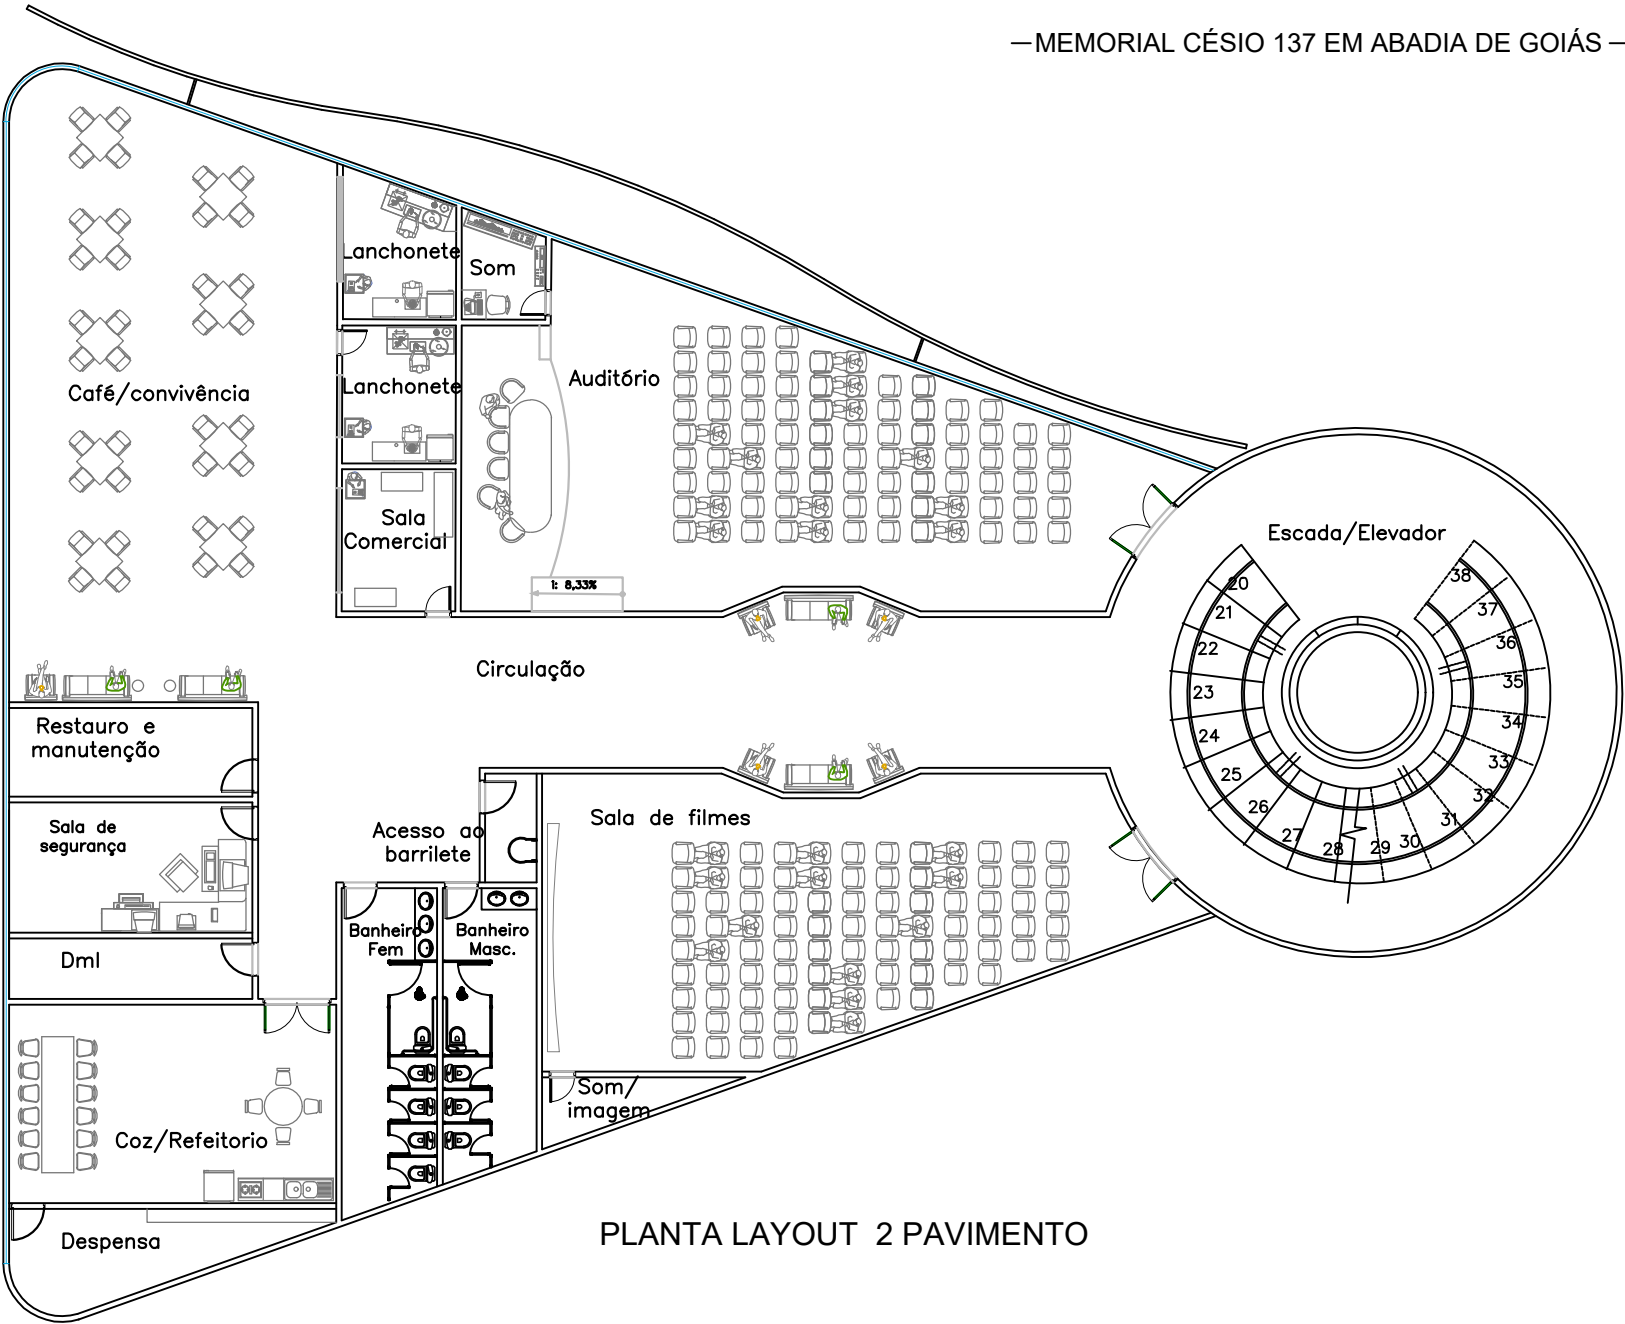 MEMORIAL CÉSIO 137 EM ABADIA DE GOIÁS
Lanchonete
Som
Auditório
Lanchonete
Café/convivência
Sala
Comercial
Escada/Elevador
1: 8,33%
20
21
22
23
24
25
26
27
28
29
30
31
32
33
34
35
36
37
38
Circulação
Restauro e
manutenção
Sala de
segurança
Acesso ao
barrilete
Sala de filmes
Banheiro
Fem
Banheiro
Masc.
Dml
Som/
imagem
Coz/Refeitorio
Despensa
PLANTA LAYOUT 2 PAVIMENTO